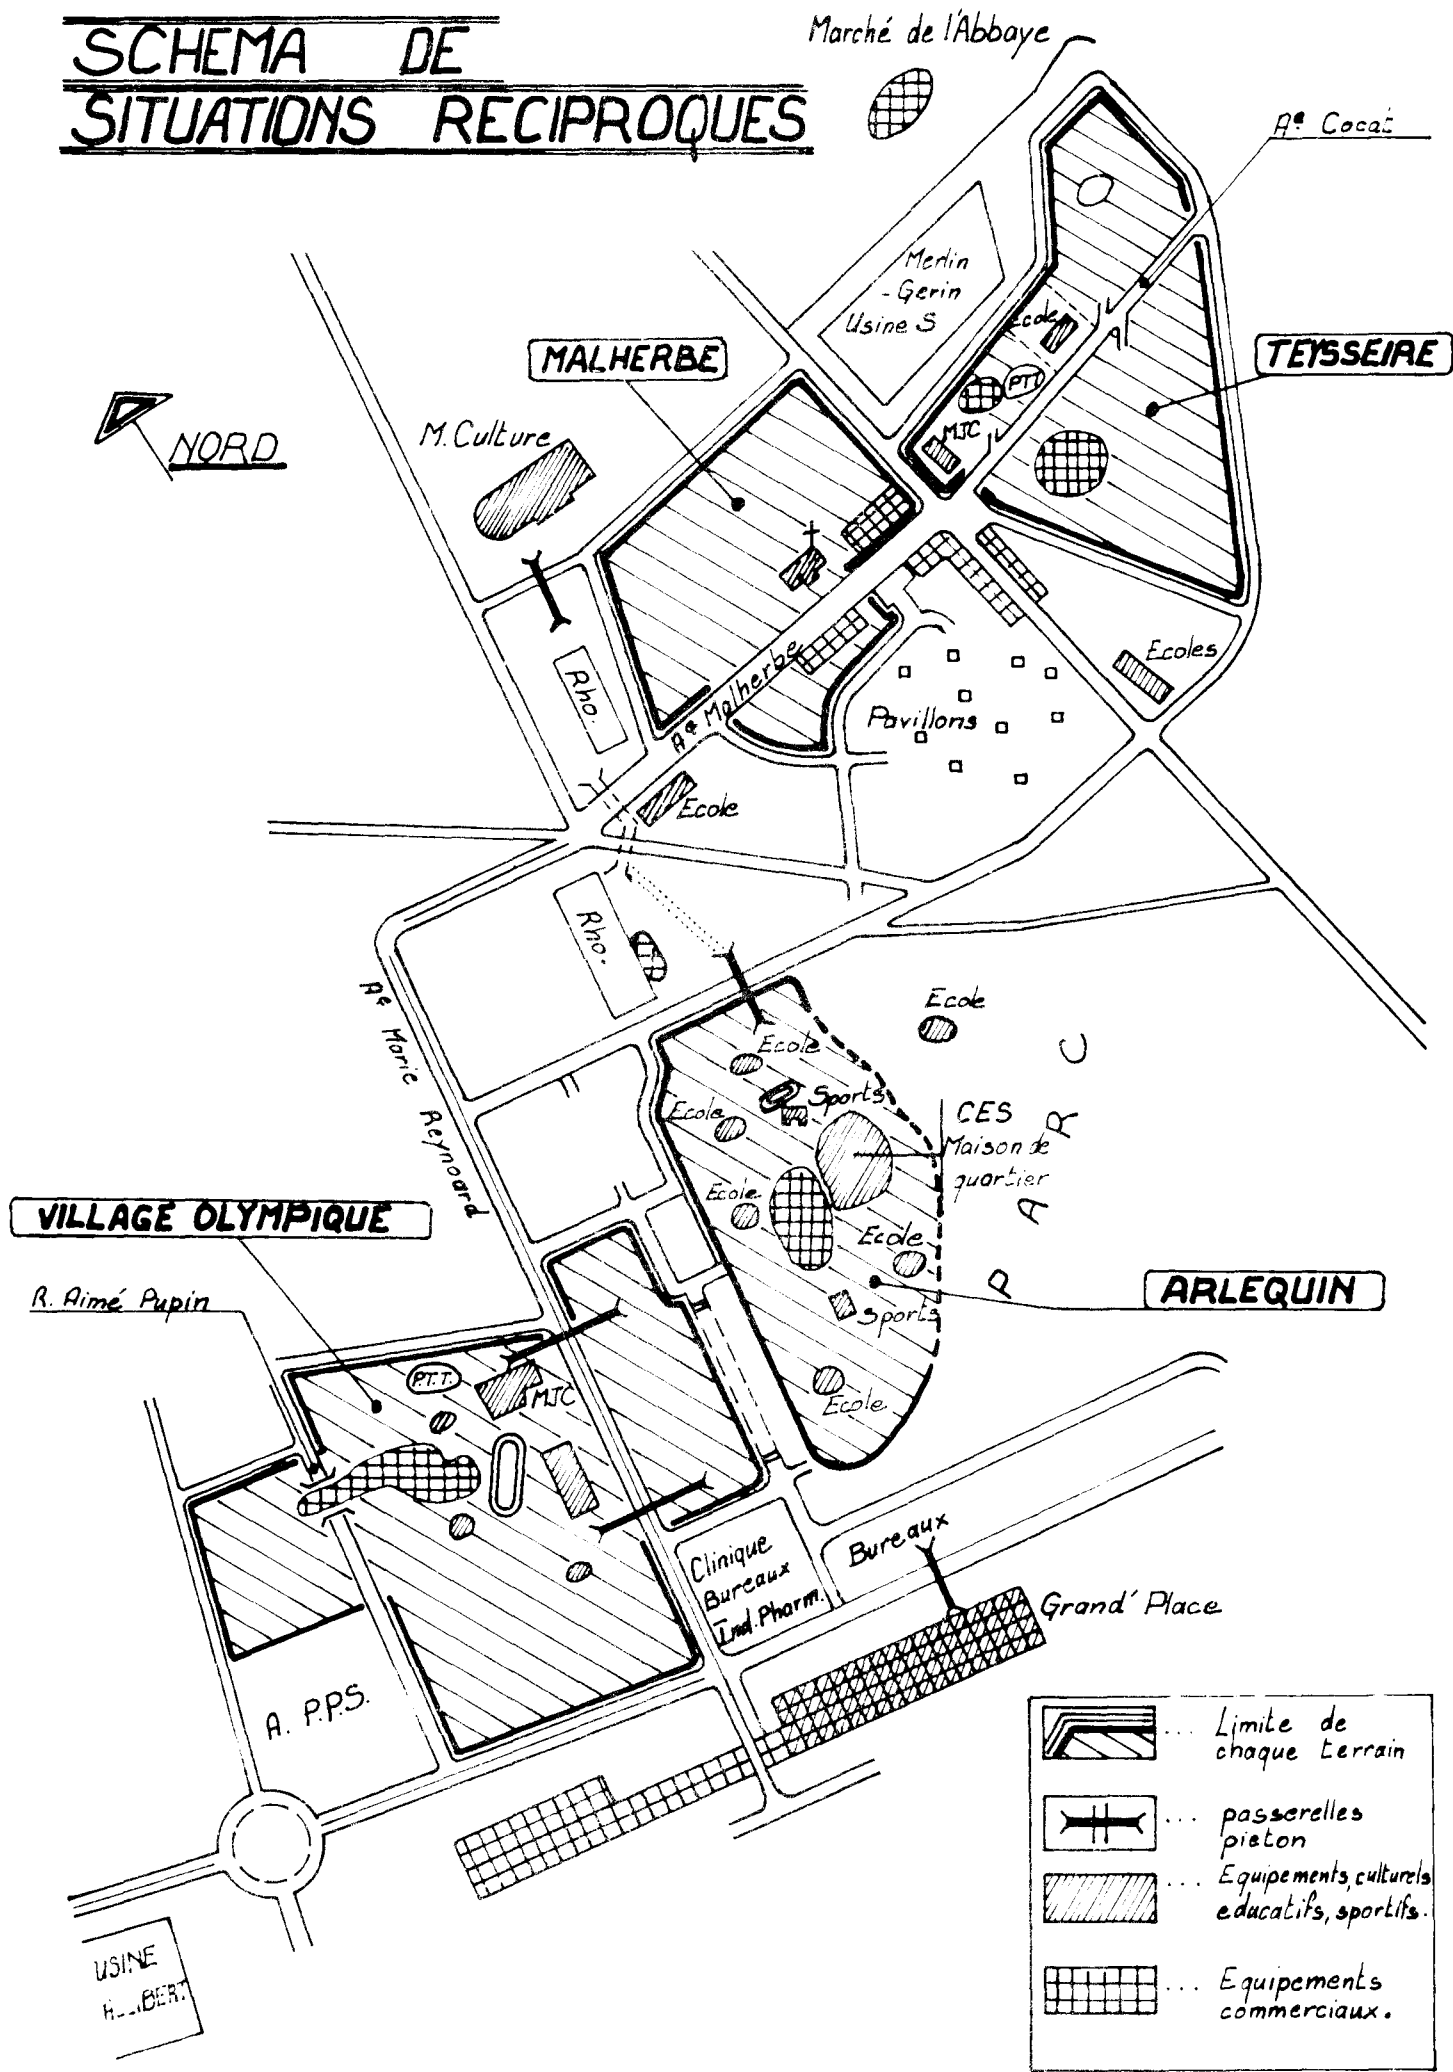 SCHEMA DE
SITUATIONS RECIPROQUES
Marché de l'Abbaye
Ae Cocat
Merlin
-Gerin
Usine S
Ecole
PTT
MJC
TEYSSEIRE
MALHERBE
NORD
M. Culture
Rho.
Ae Malherbe
Ecoles
Pavillons
Ecole
Rho.
Ae Marie Reynoard
Ecole
Ecole
Sports
Ecole
CES
Maison de
quartier
PARC
Ecole
Ecole
VILLAGE OLYMPIQUE
R. Aimé Pupin
ARLEQUIN
Sports
P.T.T.
MJC
Ecole
Clinique
Bureaux
Ind. Pharm.
Bureaux
Grand' Place
A. P.P.S.
USINE
... Limite de
chaque terrain
... passerelles
pieton
... Equipements, culturels
educatifs, sportifs.
... Equipements
commerciaux.